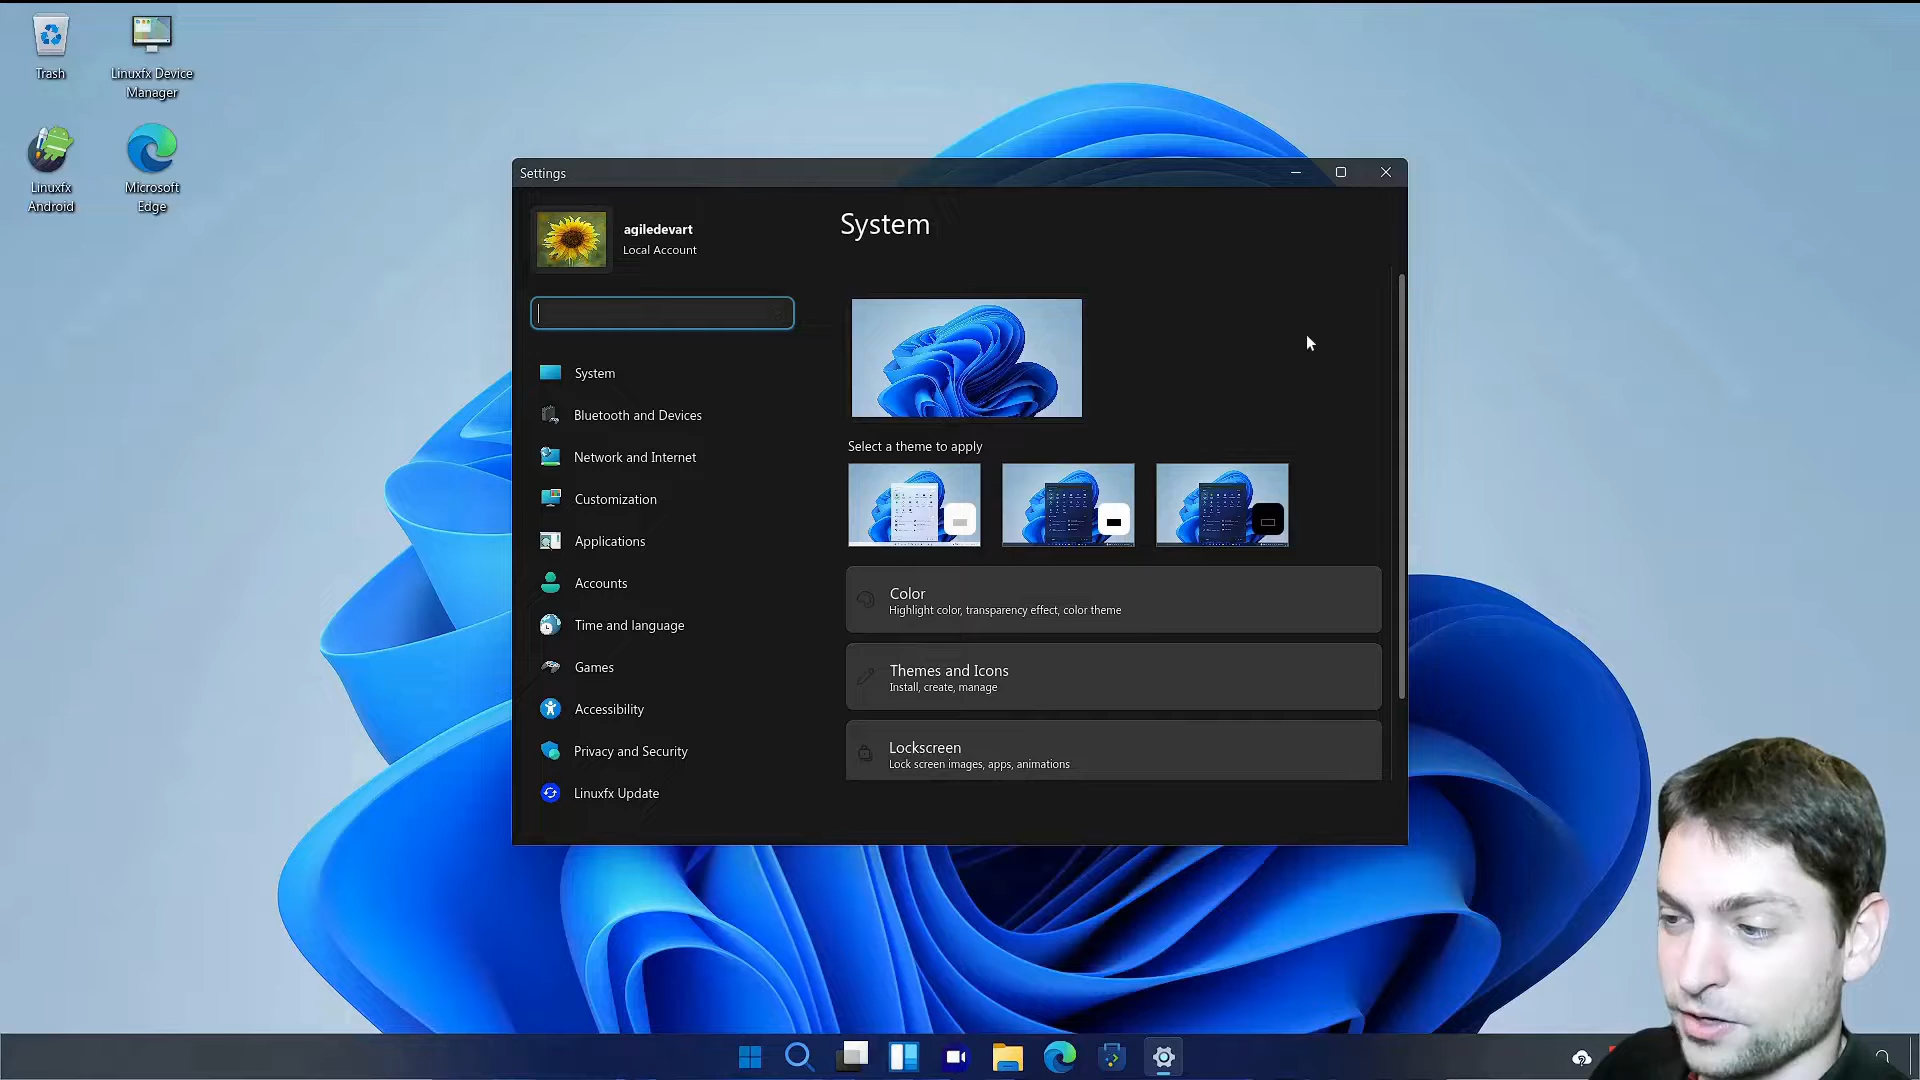 Trash
Linuxfx Device
Manager
Linuxfx
Android
Microsoft
Edge
Settings
agiledevart
Local Account
System
System
Bluetooth and Devices
Network and Internet
Customization
Applications
Accounts
Time and language
Games
Accessibility
Privacy and Security
Linuxfx Update
Select a theme to apply
Color
Highlight color, transparency effect, color theme
Themes and Icons
Install, create, manage
Lockscreen
Lock screen images, apps, animations